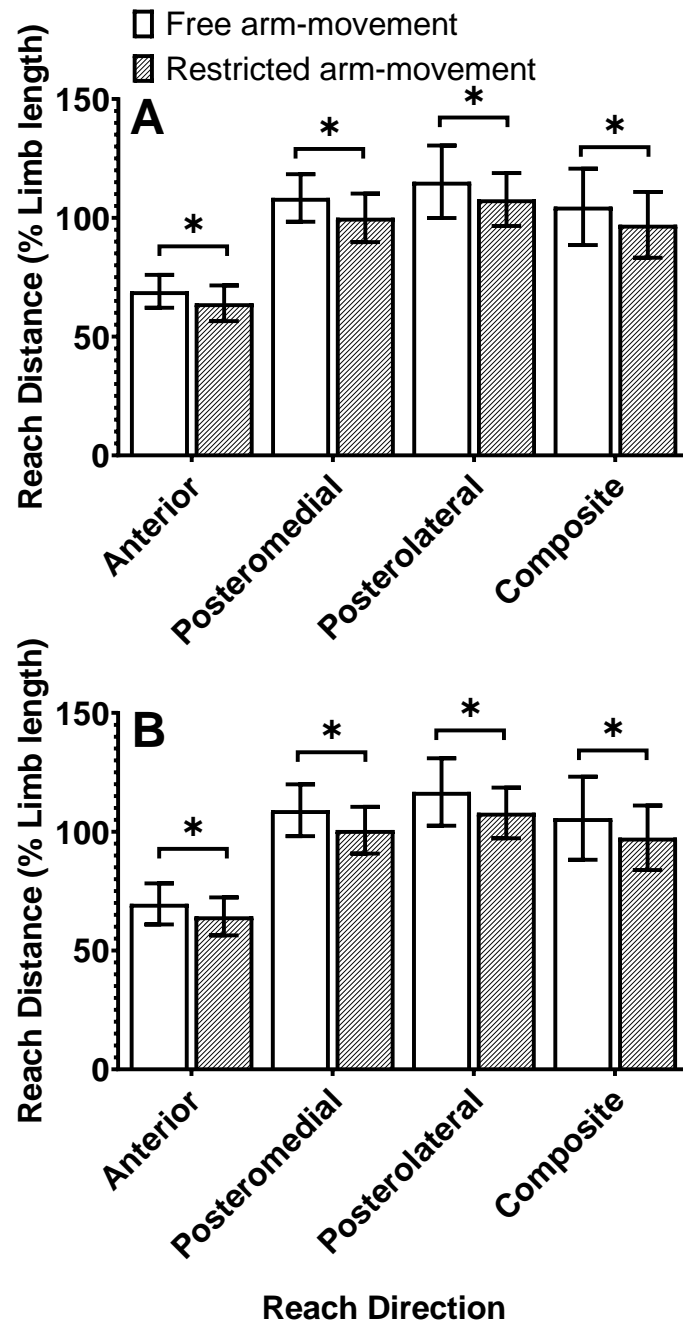 Free arm-movement
Restricted arm-movement
A
Reach Distance (% Limb length)
150
100
50
0
*
*
*
*
Anterior
Posteromedial
Posterolateral
Composite
B
Reach Distance (% Limb length)
150
100
50
0
*
*
*
*
Anterior
Posteromedial
Posterolateral
Composite
Reach Direction